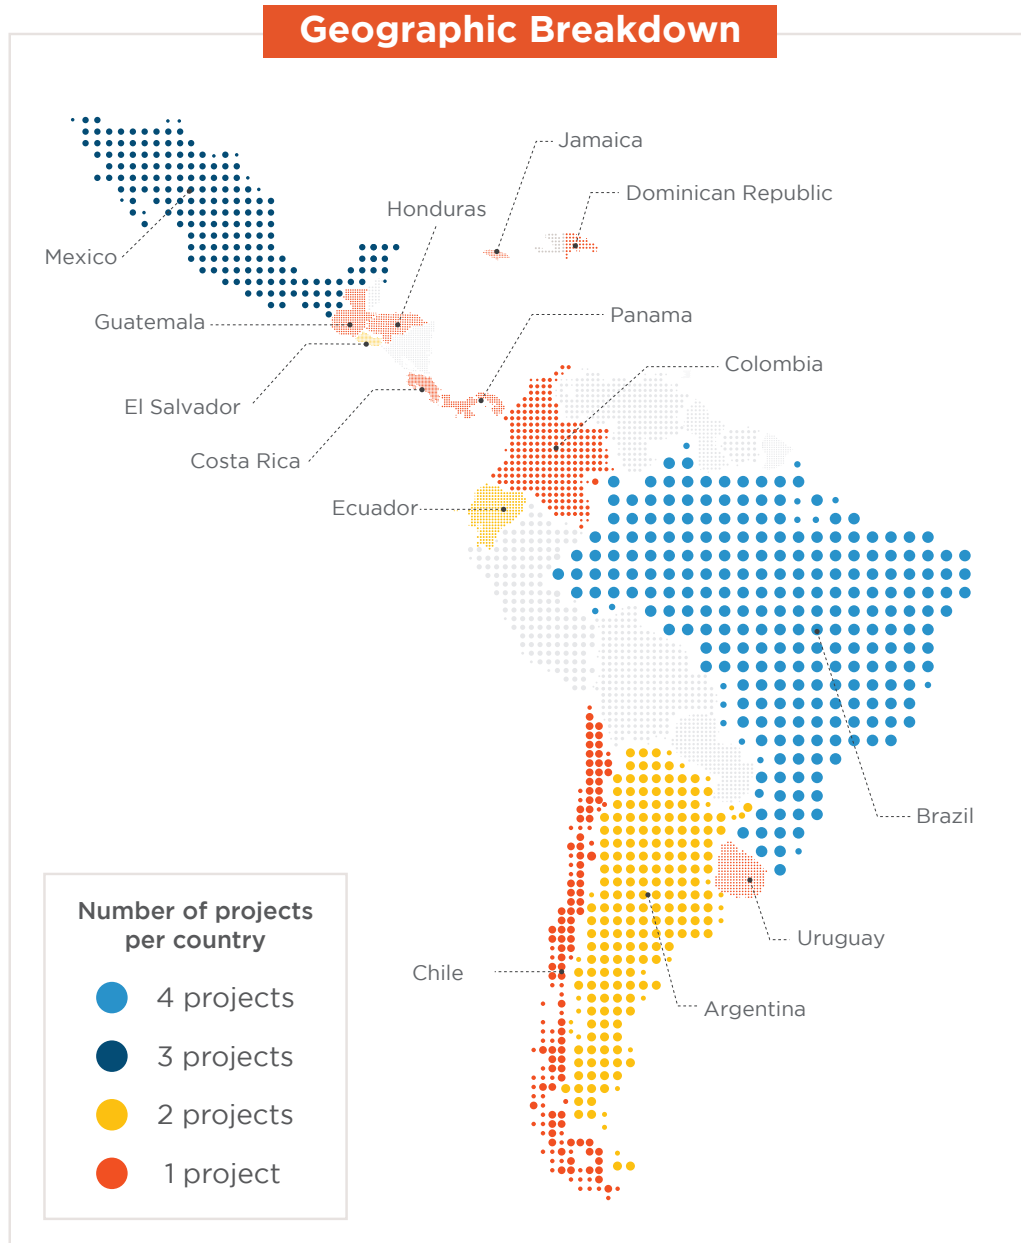 Geographic Breakdown
Jamaica
Dominican Republic
Honduras
Mexico
Guatemala
Panama
Colombia
El Salvador
Costa Rica
Ecuador
Brazil
Uruguay
Chile
Argentina
Number of projects
per country
4 projects
3 projects
2 projects
1 project